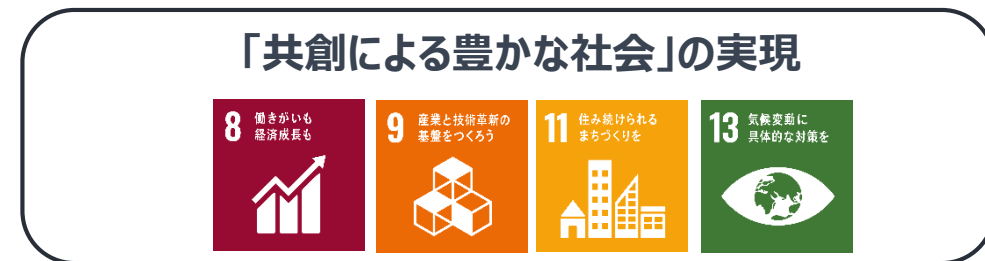 「共創による豊かな社会」の実現
8 働きがいも
経済成長も
9 産業と技術革新の
基盤をつくろう
11 住み続けられる
まちづくりを
13 気候変動に
具体的な対策を